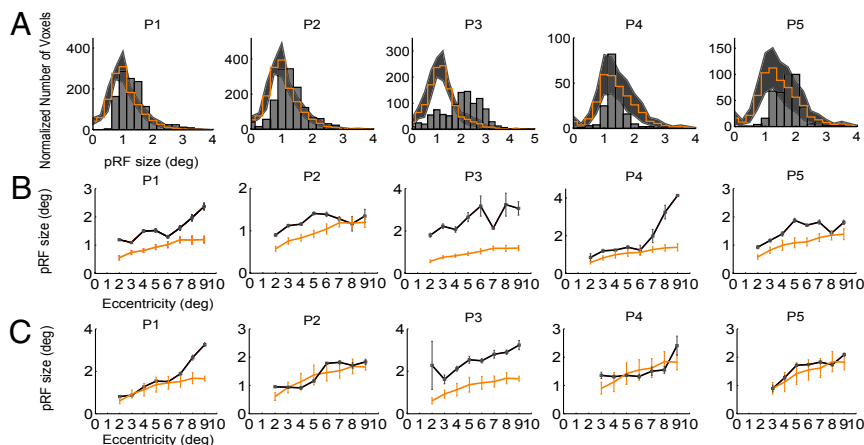 A
P1 P2 P3 P4 P5
Normalized Number of Voxels
400 200 0
400 200 0
300 200 100 0
100 50 0
150 100 50 0
0 1 2 3 4
0 1 2 3 4
0 1 2 3 4 5
0 1 2 3 4
0 1 2 3 4
pRF size (deg)
B
P1 P2 P3 P4 P5
pRF size (deg)
3 2 1 0
3 2 1 0
4 2 0
4 2 0
3 2 1 0
0 1 2 3 4 5 6 7 8 9 10
0 1 2 3 4 5 6 7 8 9 10
0 1 2 3 4 5 6 7 8 9 10
0 1 2 3 4 5 6 7 8 9 10
0 1 2 3 4 5 6 7 8 9 10
Eccentricity (deg)
C
P1 P2 P3 P4 P5
pRF size (deg)
4 2 0
3 2 1 0
4 2 0
3 2 1 0
3 2 1 0
0 1 2 3 4 5 6 7 8 9 10
0 1 2 3 4 5 6 7 8 9 10
0 1 2 3 4 5 6 7 8 9 10
0 1 2 3 4 5 6 7 8 9 10
0 1 2 3 4 5 6 7 8 9 10
Eccentricity (deg)